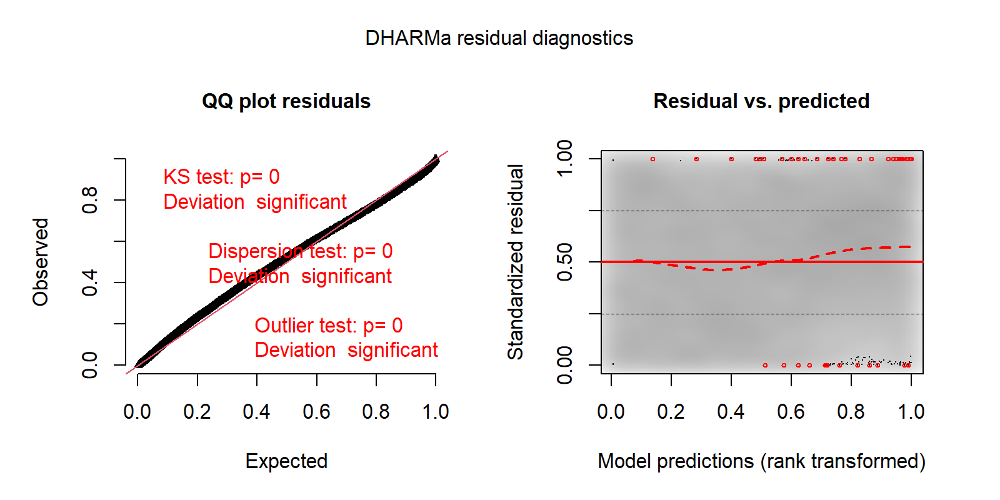 DHARMa residual diagnostics
QQ plot residuals
KS test: p= 0
Deviation  significant
Dispersion test: p= 0
Deviation  significant
Outlier test: p= 0
Deviation  significant
Observed
0.0
0.4
0.8
0.0 0.2 0.4 0.6 0.8 1.0
Expected
Residual vs. predicted
Standardized residual
0.00
0.50
1.00
0.0 0.2 0.4 0.6 0.8 1.0
Model predictions (rank transformed)